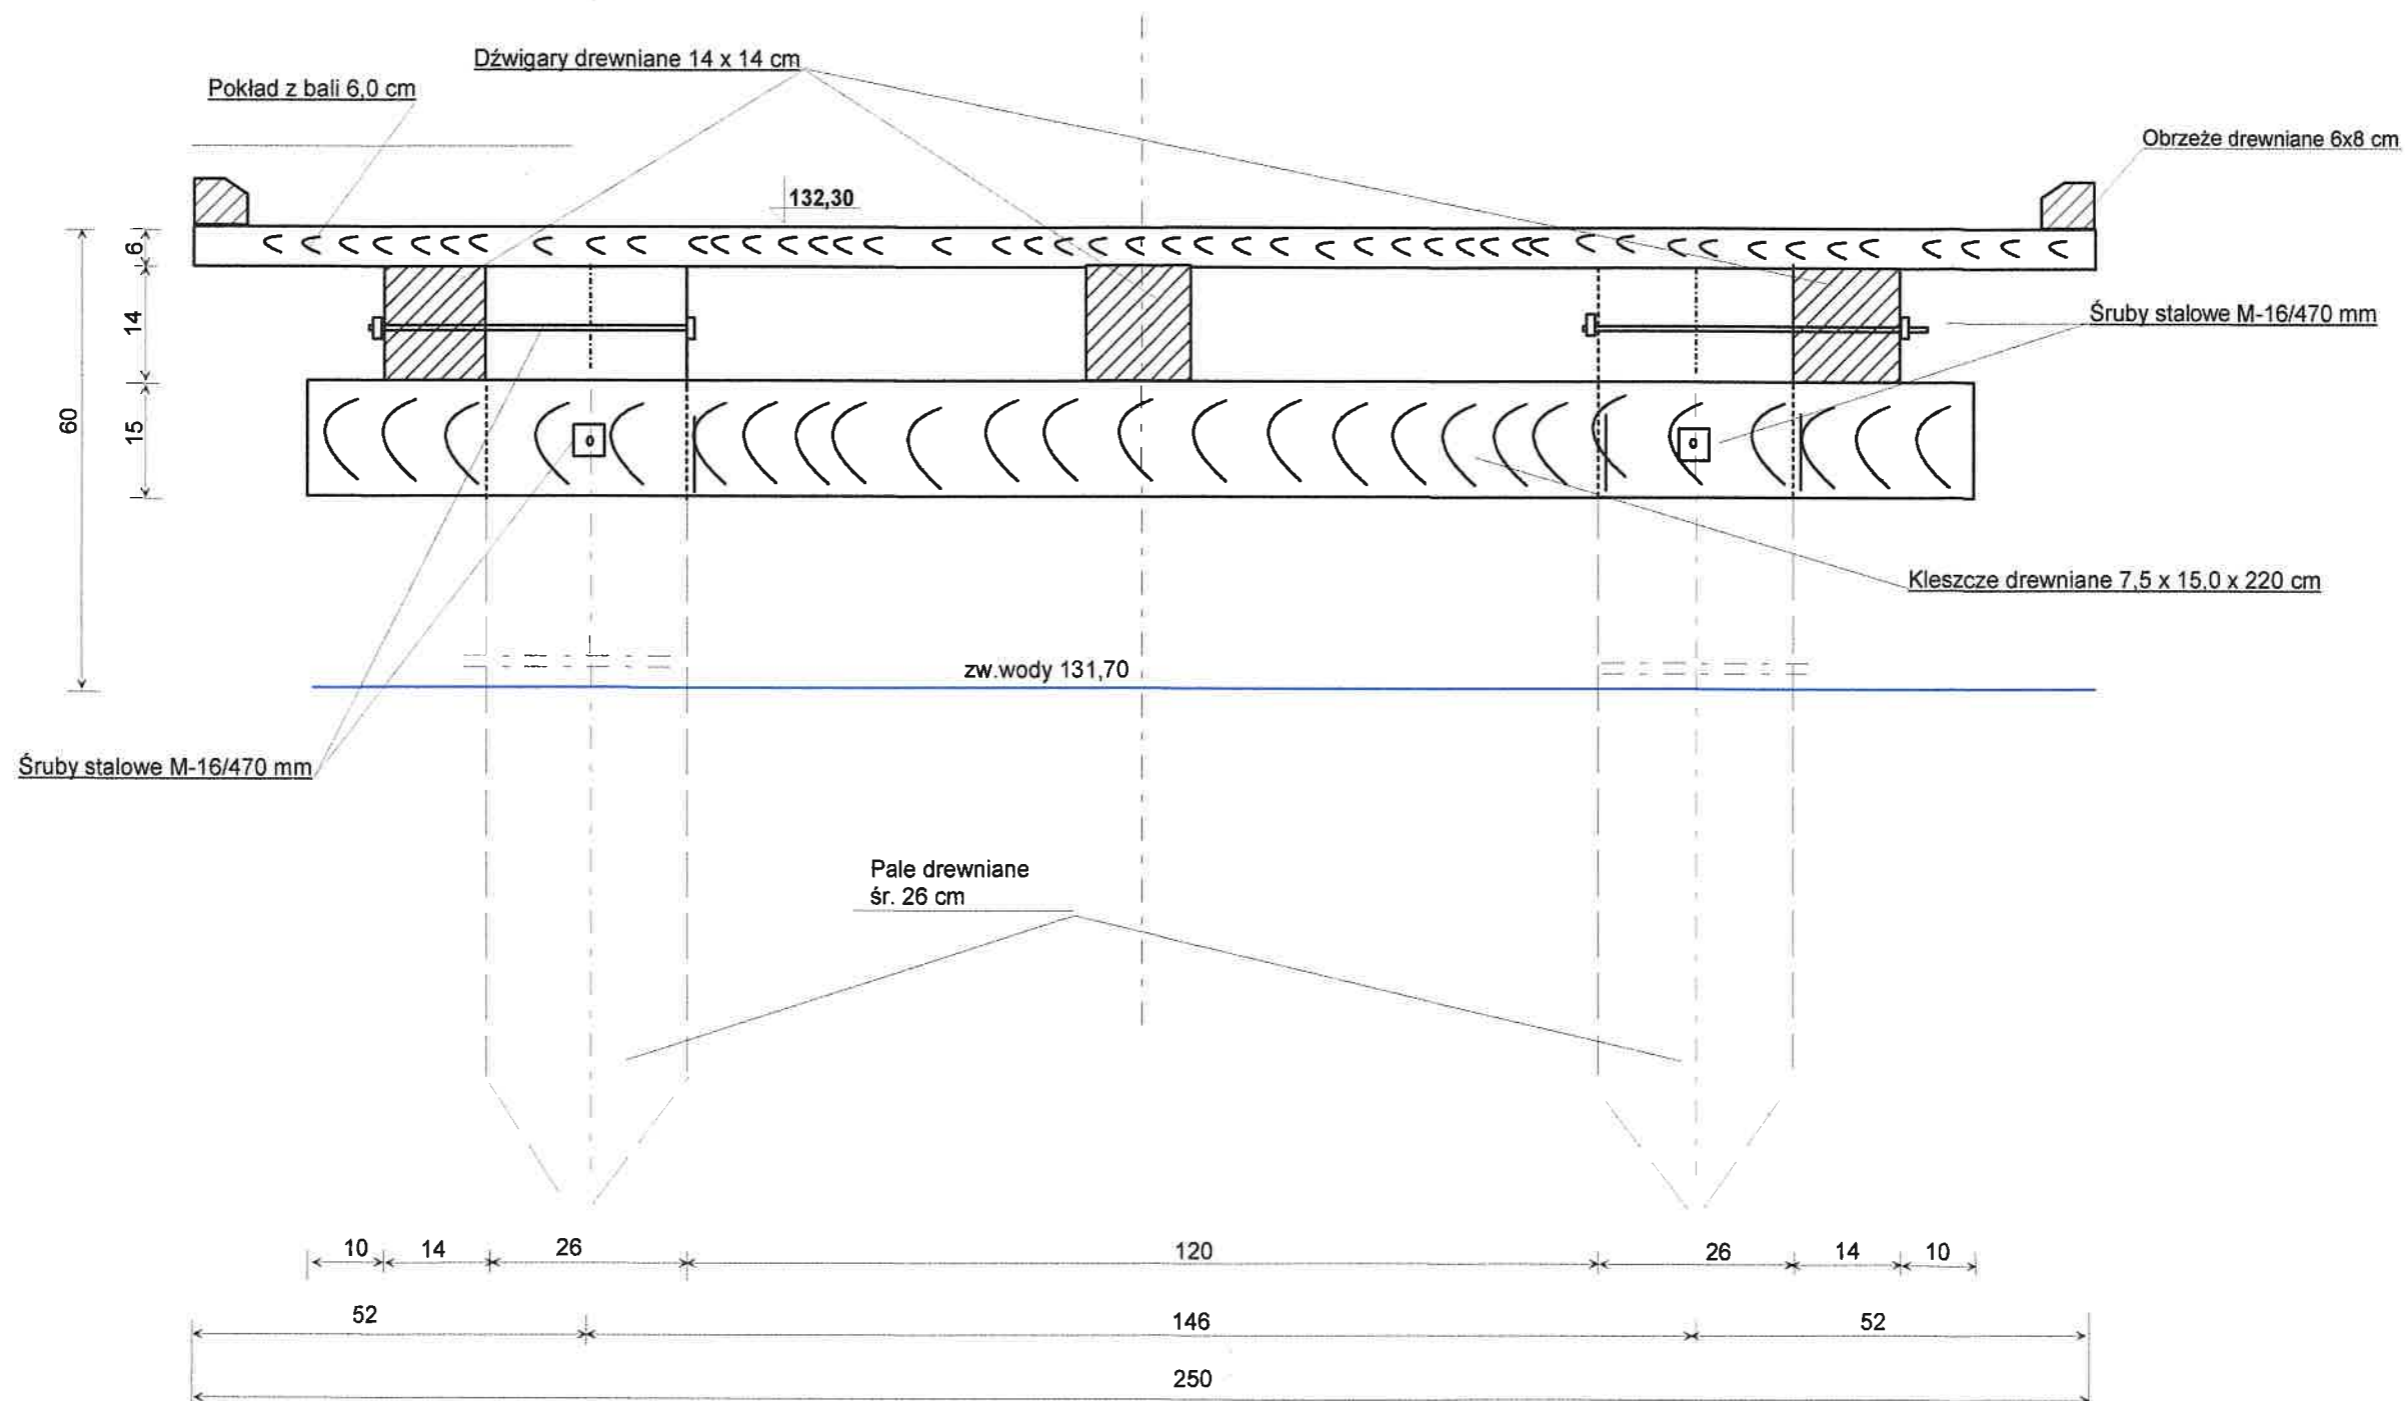 Dźwigary drewniane 14 x 14 cm
Pokład z bali 6,0 cm
Obrzeże drewniane 6x8 cm
132,30
6
14
15
60
Śruby stalowe M-16/470 mm
Kleszcze drewniane 7,5 x 15,0 x 220 cm
zw.wody 131,70
Śruby stalowe M-16/470 mm
Pale drewniane
śr. 26 cm
10 14 26 120 26 14 10
52 146 52
250